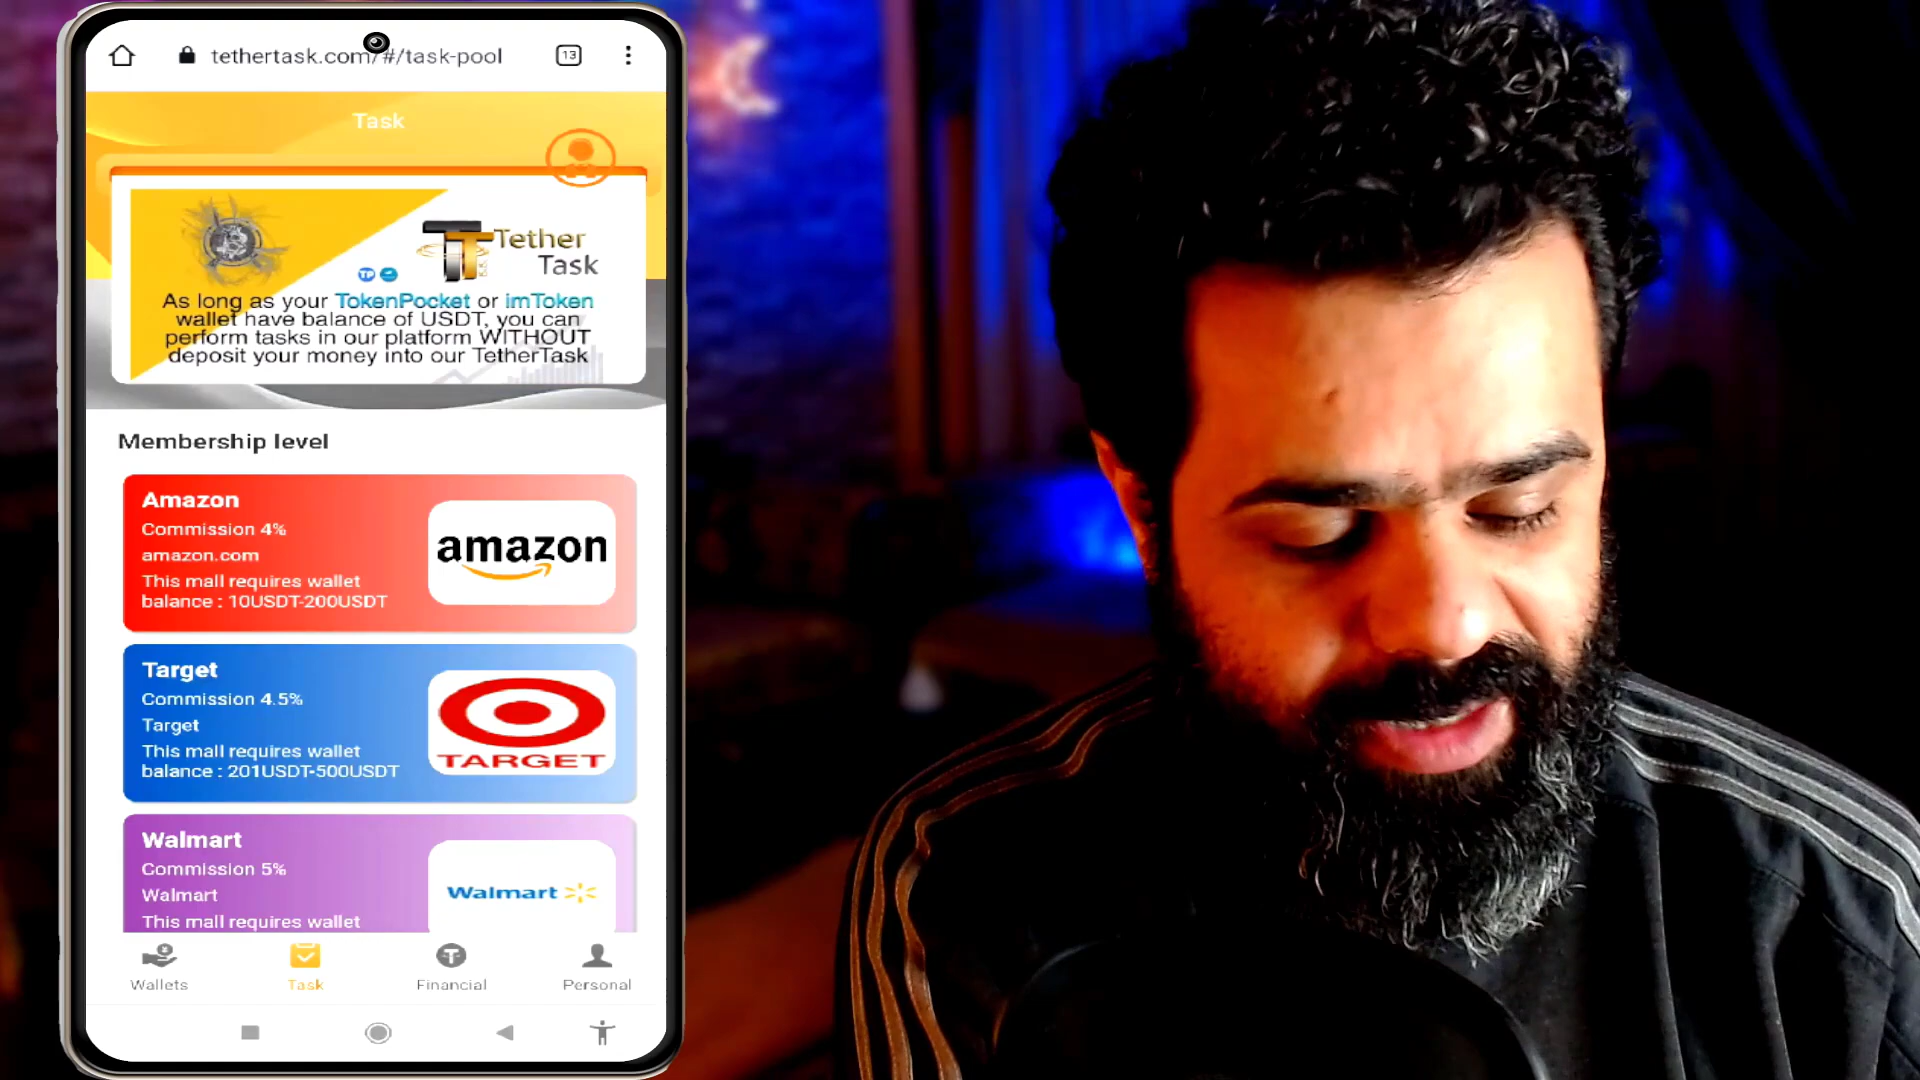 tethertask.com/#/task-pool
13
Task
Tether
Task
TP
As long as your TokenPocket or imToken
wallet have balance of USDT, you can
perform tasks in our platform WITHOUT
deposit your money into our TetherTask
Membership level
Amazon
Commission 4%
amazon.com
This mall requires wallet
balance : 10USDT-200USDT
amazon
Target
Commission 4.5%
Target
This mall requires wallet
balance : 201USDT-500USDT
TARGET
Walmart
Commission 5%
Walmart
This mall requires wallet
Walmart
Wallets
Task
Financial
Personal